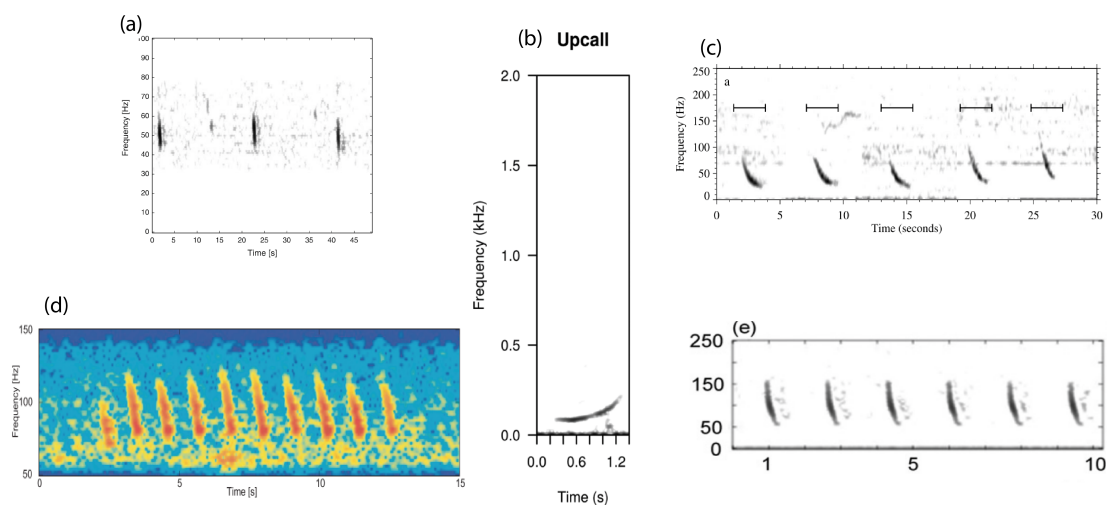 (a)
100
90
80
70
60
50
40
30
20
10
0
Frequency [Hz]
0 5 10 15 20 25 30 35 40 45
Time [s]
(b) Upcall
2.0
1.5
1.0
0.5
0.0
Frequency (kHz)
0.0 0.6 1.2
Time (s)
(c)
a
250
200
150
100
50
0
Frequency (Hz)
0 5 10 15 20 25 30
Time (seconds)
(d)
150
100
50
Frequency [Hz]
0 5 10 15
Time [s]
(e)
250
150
50
1 5 10